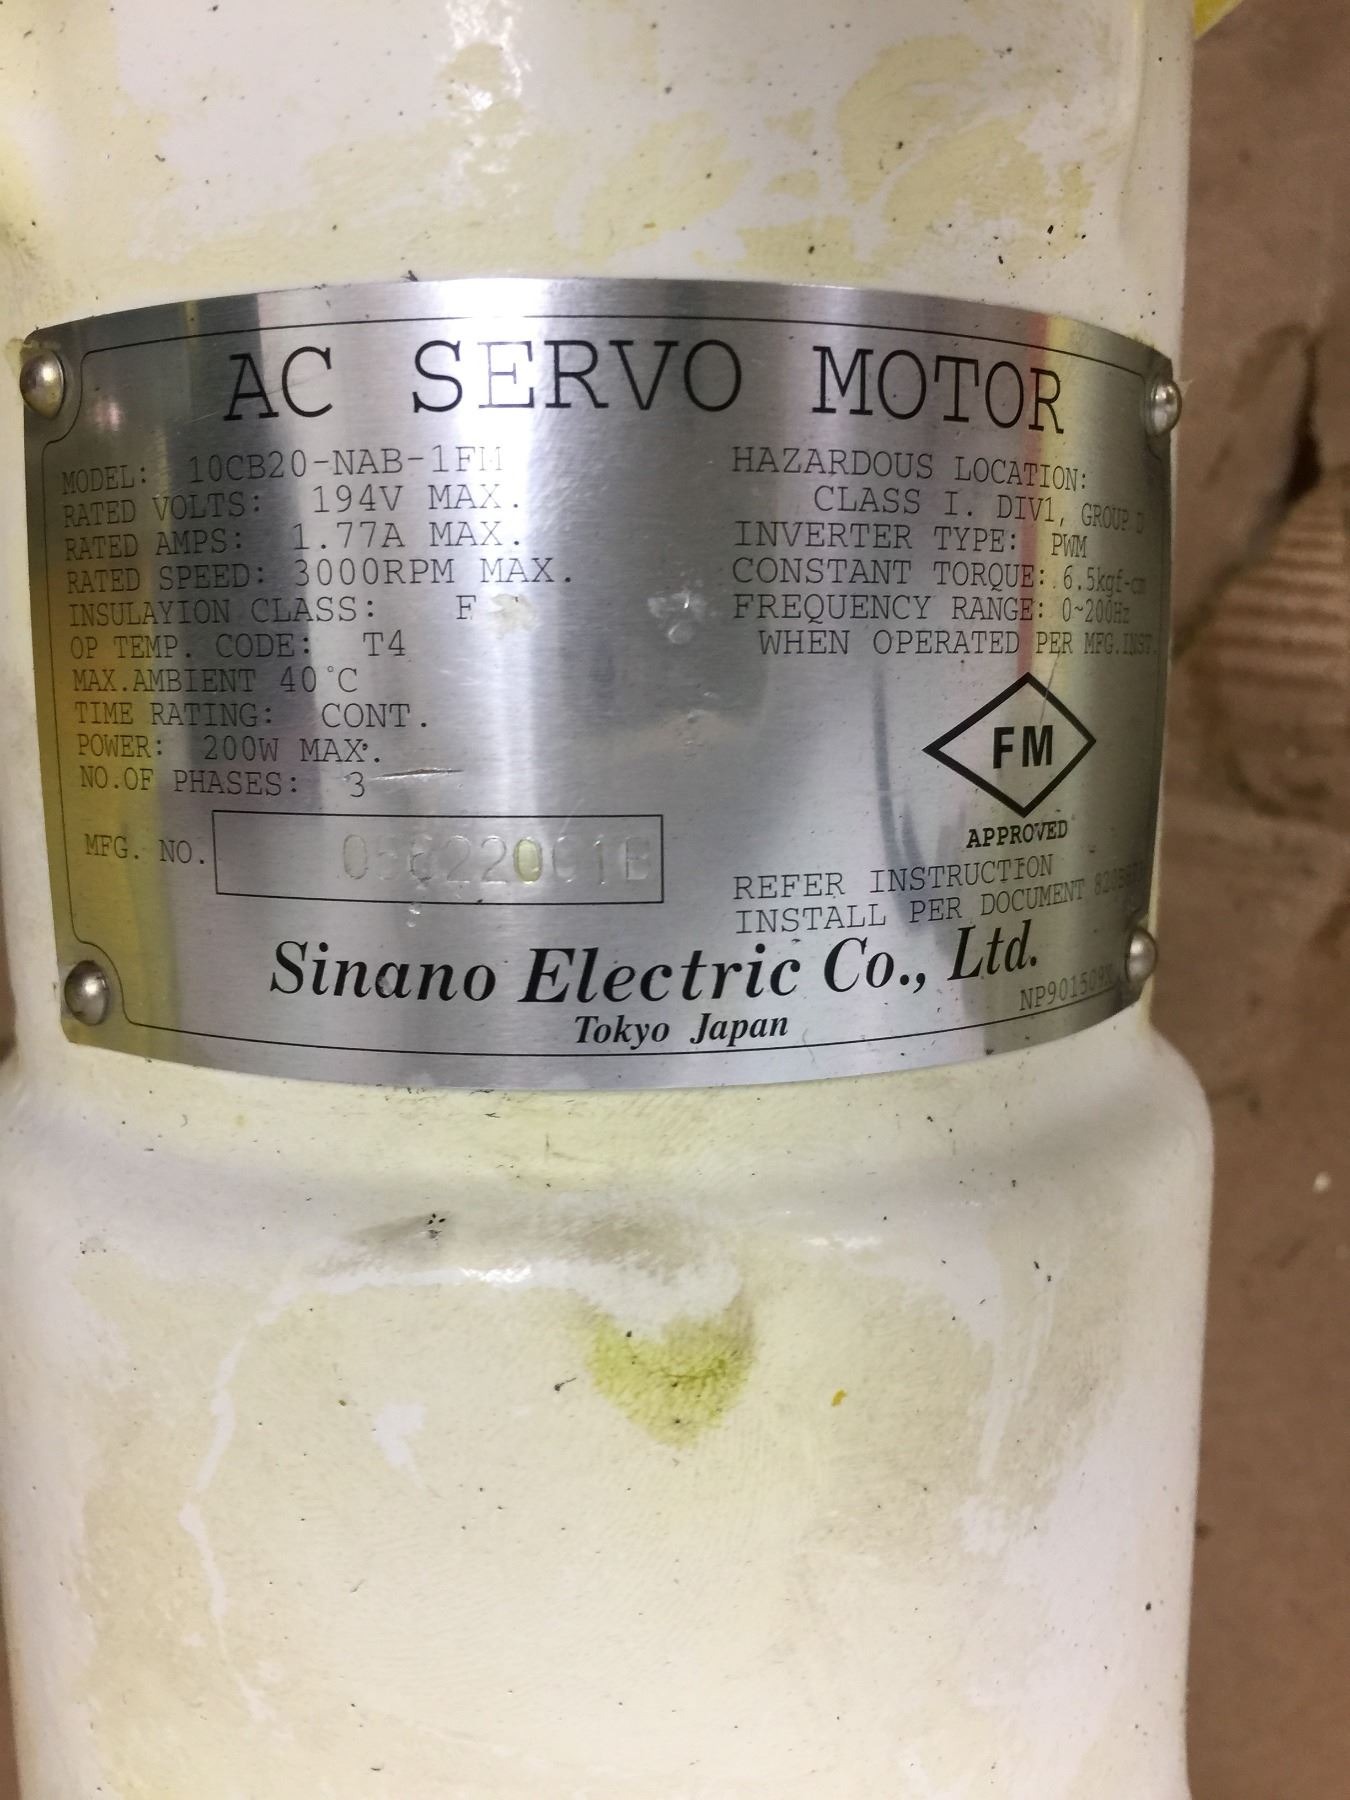 AC SERVO MOTOR
MODEL: 10CB20-NAB-1FM
RATED VOLTS: 194V MAX.
RATED AMPS: 1.77A MAX.
RATED SPEED: 3000RPM MAX.
INSULAYION CLASS: F
OP TEMP. CODE: T4
MAX.AMBIENT 40°C
TIME RATING: CONT.
POWER: 200W MAX.
NO.OF PHASES: 3
MFG. NO.
HAZARDOUS LOCATION:
CLASS I. DIV1, GROUP D
INVERTER TYPE: PWM
CONSTANT TORQUE: 6.5kgf-cm
FREQUENCY RANGE: 0~200Hz
WHEN OPERATED PER MFG.INST.
FM
APPROVED
REFER INSTRUCTION
INSTALL PER DOCUMENT
Sinano Electric Co., Ltd.
Tokyo Japan